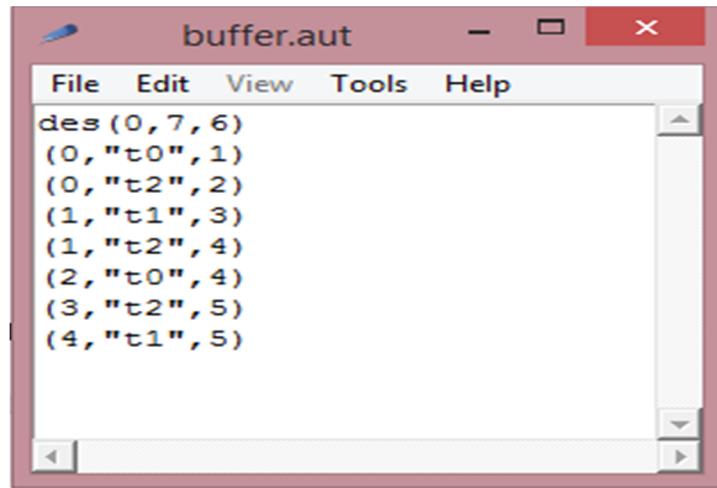 buffer.aut
File Edit View Tools Help
des(0,7,6)
(0,"t0",1)
(0,"t2",2)
(1,"t1",3)
(1,"t2",4)
(2,"t0",4)
(3,"t2",5)
(4,"t1",5)